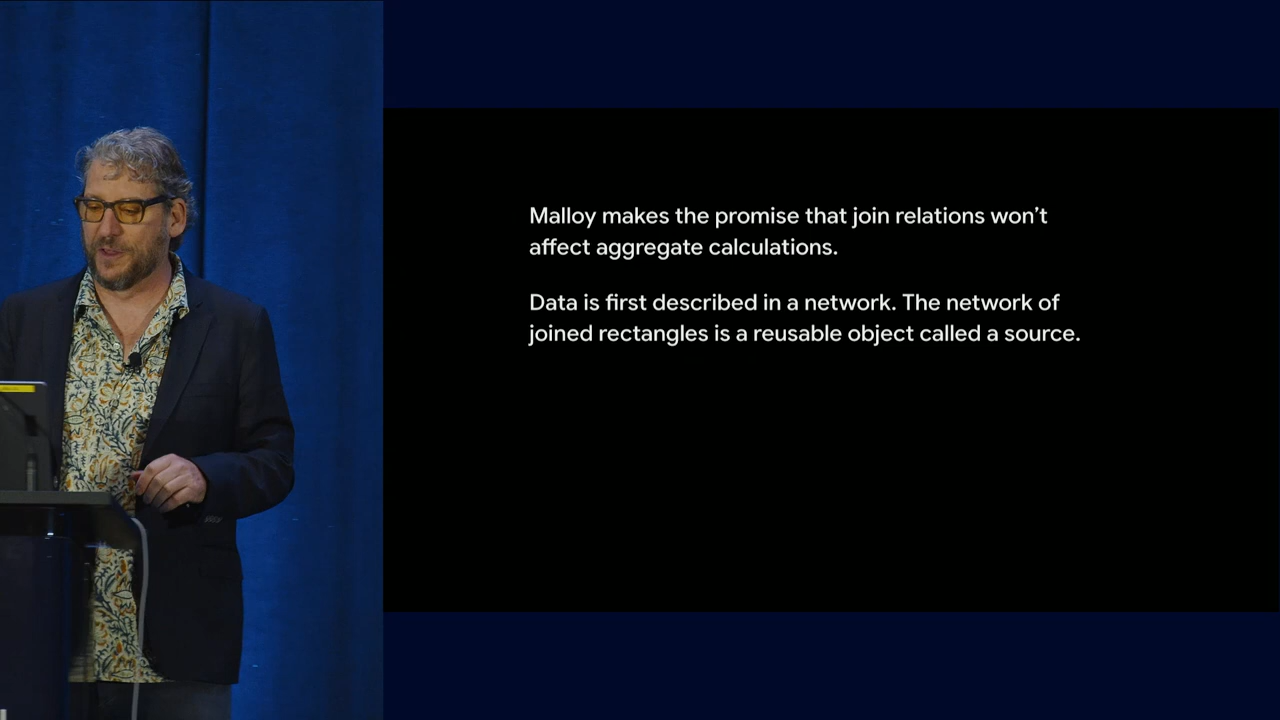 Malloy makes the promise that join relations won’t
affect aggregate calculations.
Data is first described in a network. The network of
joined rectangles is a reusable object called a source.